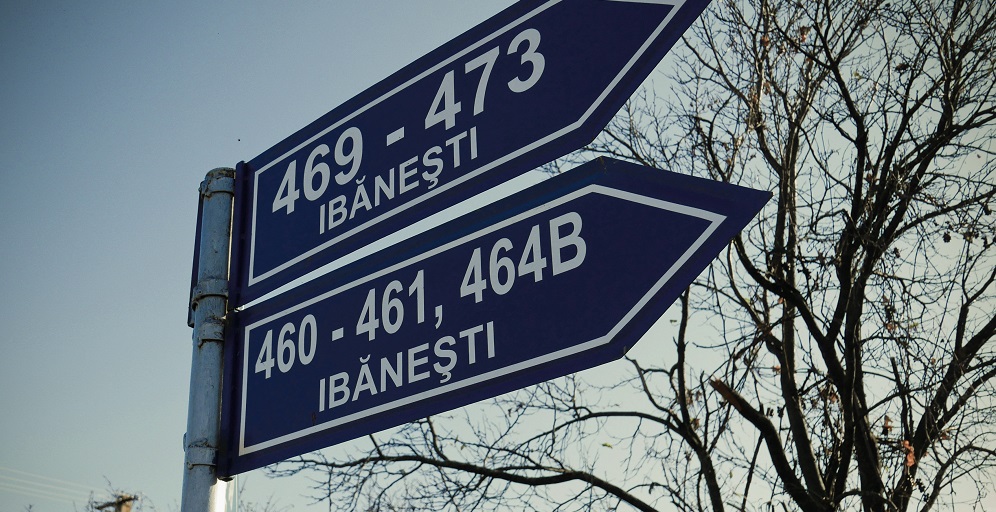 469 - 473
IBĂNEŞTI
460 - 461, 464B
IBĂNEŞTI